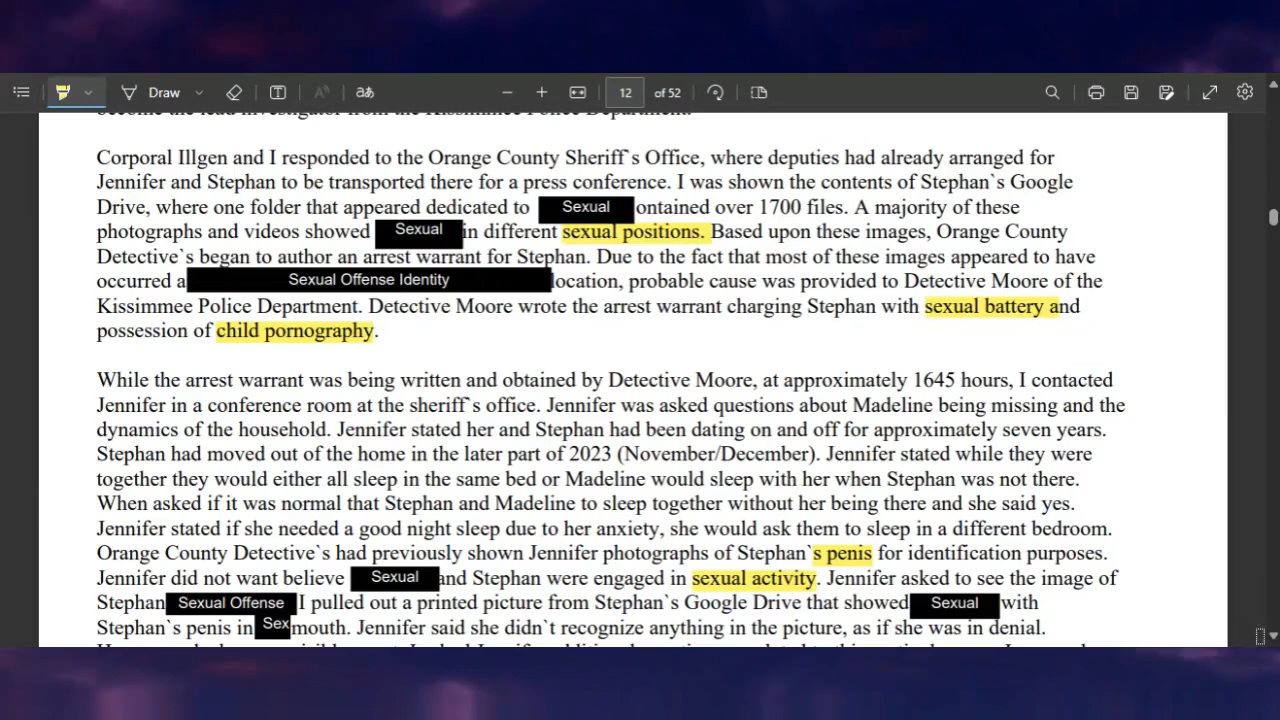 Draw
12 of 52
become the lead investigator from the Kissimmee Police Department.
Corporal Illgen and I responded to the Orange County Sheriff`s Office, where deputies had already arranged for
Jennifer and Stephan to be transported there for a press conference. I was shown the contents of Stephan`s Google
Drive, where one folder that appeared dedicated to Sexual ontained over 1700 files. A majority of these
photographs and videos showed Sexual in different sexual positions. Based upon these images, Orange County
Detective`s began to author an arrest warrant for Stephan. Due to the fact that most of these images appeared to have
occurred a Sexual Offense Identity location, probable cause was provided to Detective Moore of the
Kissimmee Police Department. Detective Moore wrote the arrest warrant charging Stephan with sexual battery and
possession of child pornography.
While the arrest warrant was being written and obtained by Detective Moore, at approximately 1645 hours, I contacted
Jennifer in a conference room at the sheriff`s office. Jennifer was asked questions about Madeline being missing and the
dynamics of the household. Jennifer stated her and Stephan had been dating on and off for approximately seven years.
Stephan had moved out of the home in the later part of 2023 (November/December). Jennifer stated while they were
together they would either all sleep in the same bed or Madeline would sleep with her when Stephan was not there.
When asked if it was normal that Stephan and Madeline to sleep together without her being there and she said yes.
Jennifer stated if she needed a good night sleep due to her anxiety, she would ask them to sleep in a different bedroom.
Orange County Detective`s had previously shown Jennifer photographs of Stephan`s penis for identification purposes.
Jennifer did not want believe Sexual and Stephan were engaged in sexual activity. Jennifer asked to see the image of
Stephan Sexual Offense I pulled out a printed picture from Stephan`s Google Drive that showed Sexual with
Stephan`s penis in Sex mouth. Jennifer said she didn`t recognize anything in the picture, as if she was in denial.